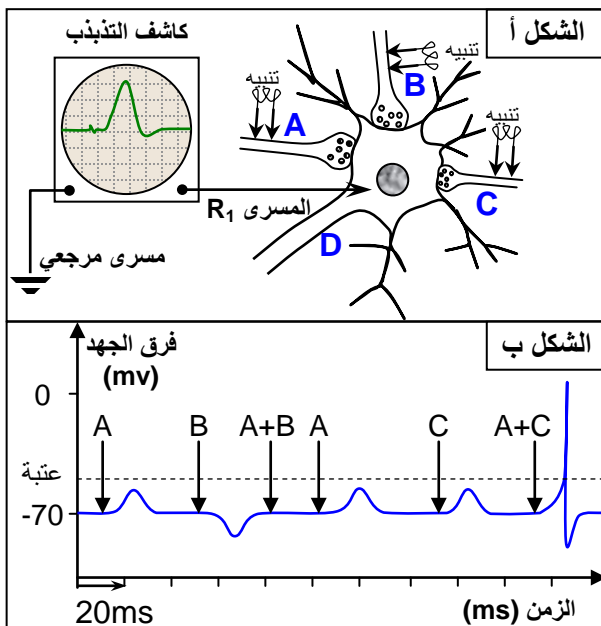 الشكل أ
كاشف التذبذب
تنبيه
تنبيه
B
تنبيه
A
تنبيه
C
المسرى R1
D
مسرى مرجعي
الشكل ب
فرق الجهد
(mv)
0
A B A+B A C A+C
عتبة
-70
20ms
الزمن (ms)